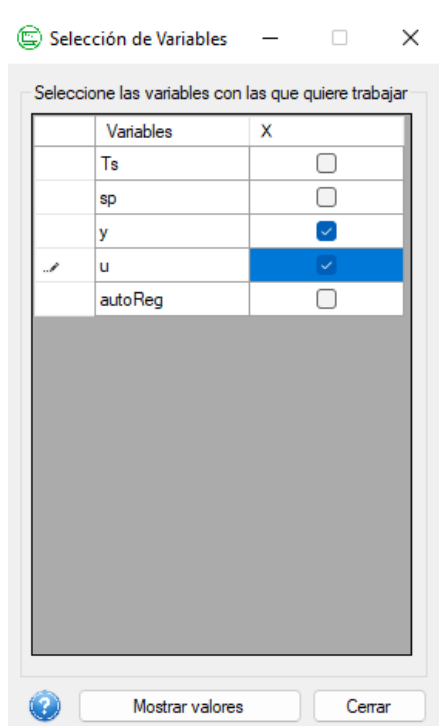 Selección de Variables
Seleccione las variables con las que quiere trabajar
Variables X
Ts
sp
y
u
autoReg
? Mostrar valores Cerrar